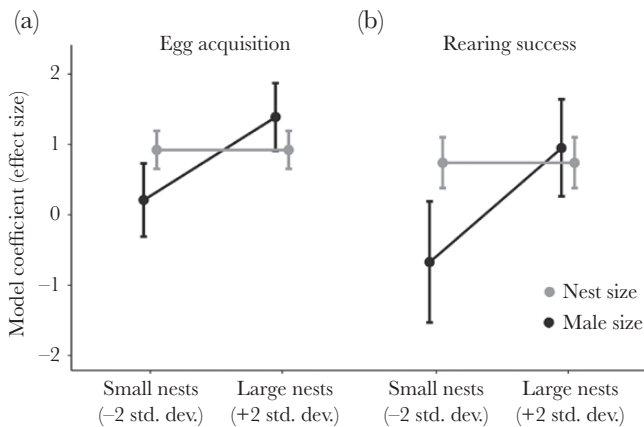 (a)
Egg acquisition
(b)
Rearing success
Model coefficient (effect size)
2
1
0
–1
–2
Nest size
Male size
Small nests
(–2 std. dev.)
Large nests
(+2 std. dev.)
Small nests
(–2 std. dev.)
Large nests
(+2 std. dev.)